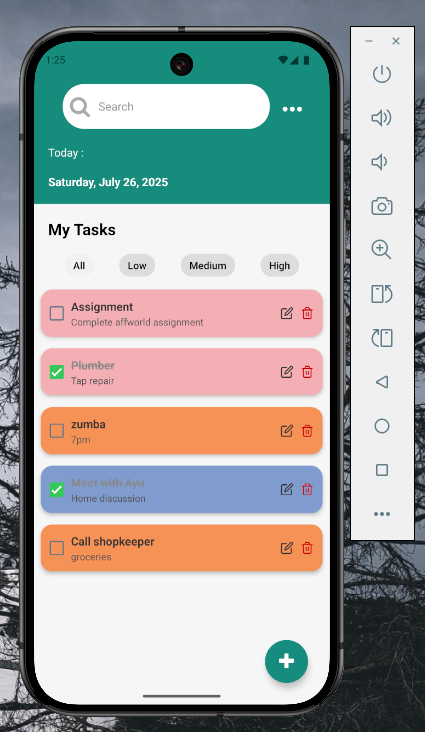 1:25
Search
Today :
Saturday, July 26, 2025
My Tasks
All Low Medium High
Assignment
Complete affworld assignment
Plumber
Tap repair
zumba
7pm
Meet with Ayu
Home discussion
Call shopkeeper
groceries